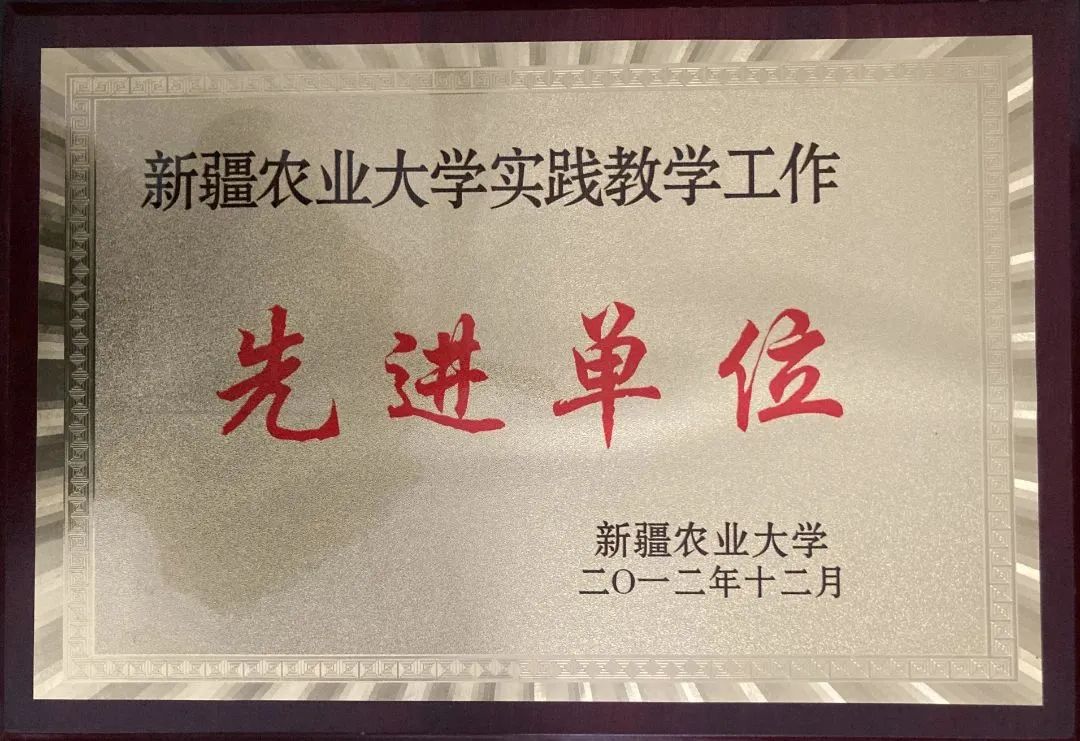 新疆农业大学实践教学工作
先进单位
新疆农业大学
二〇一二年十二月